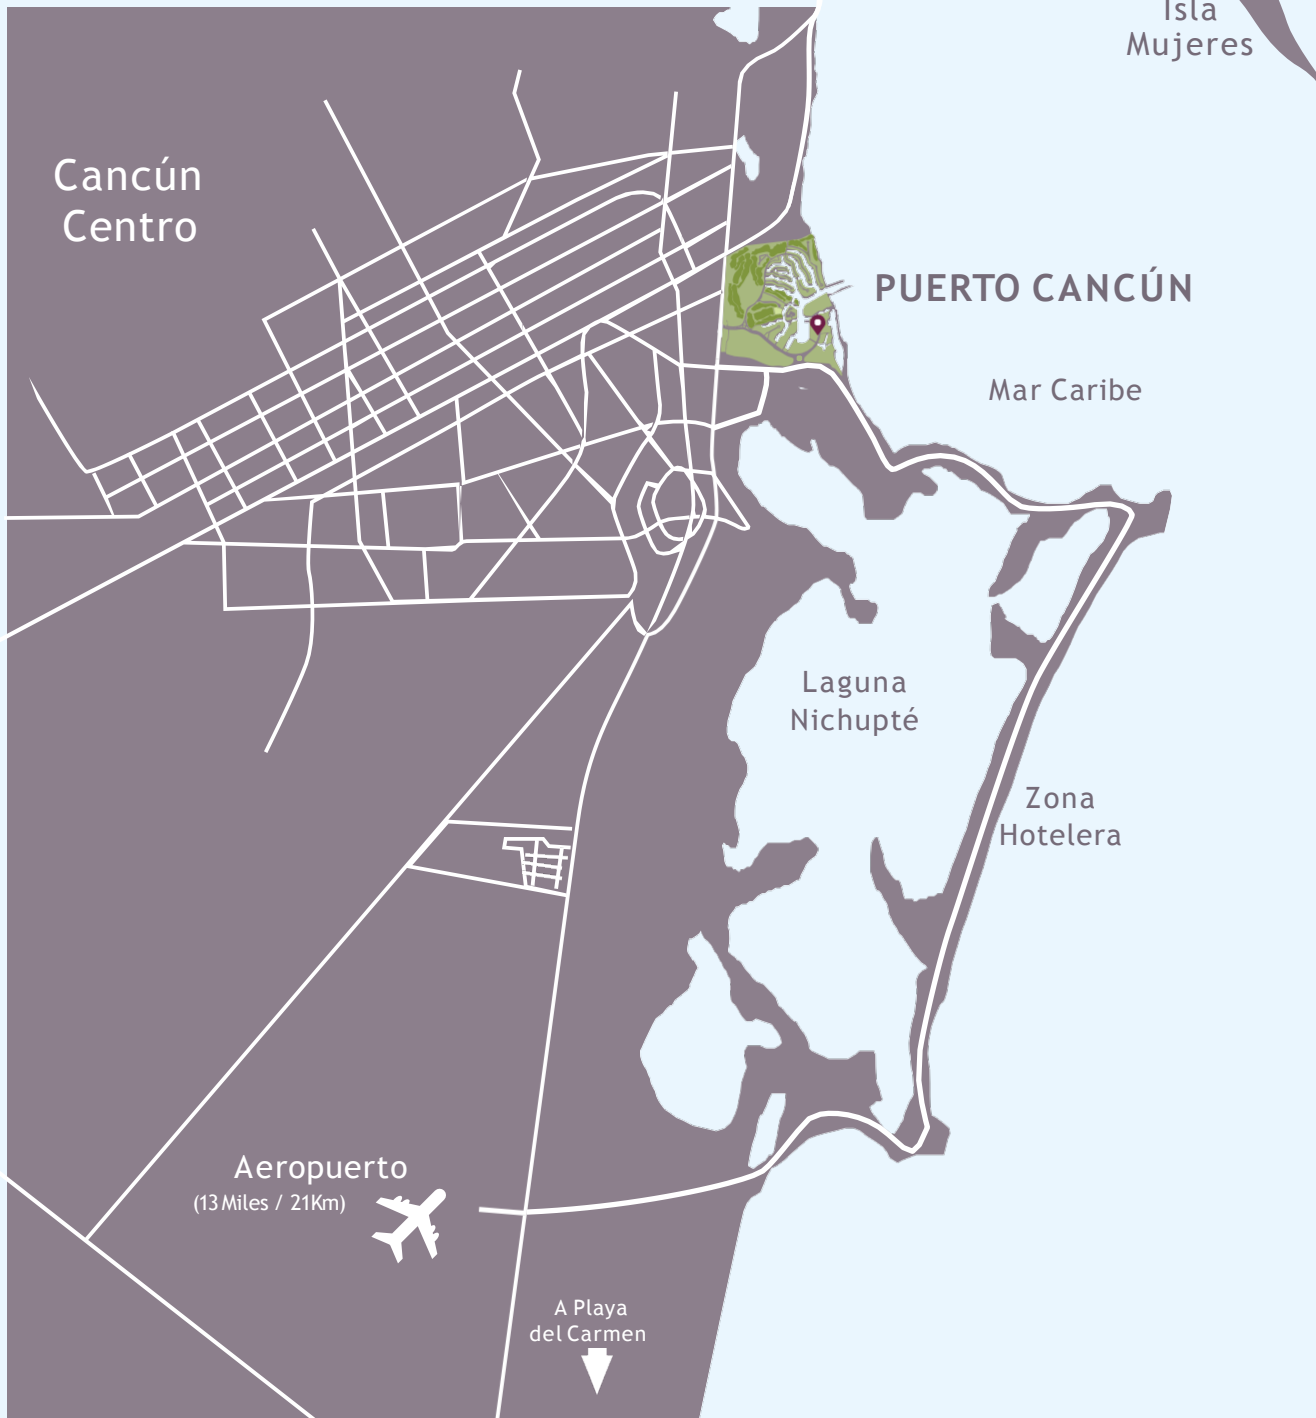 Isla
Mujeres
Cancún
Centro
PUERTO CANCÚN
Mar Caribe
Laguna
Nichupté
Zona
Hotelera
Aeropuerto
(13 Miles / 21Km)
A Playa
del Carmen